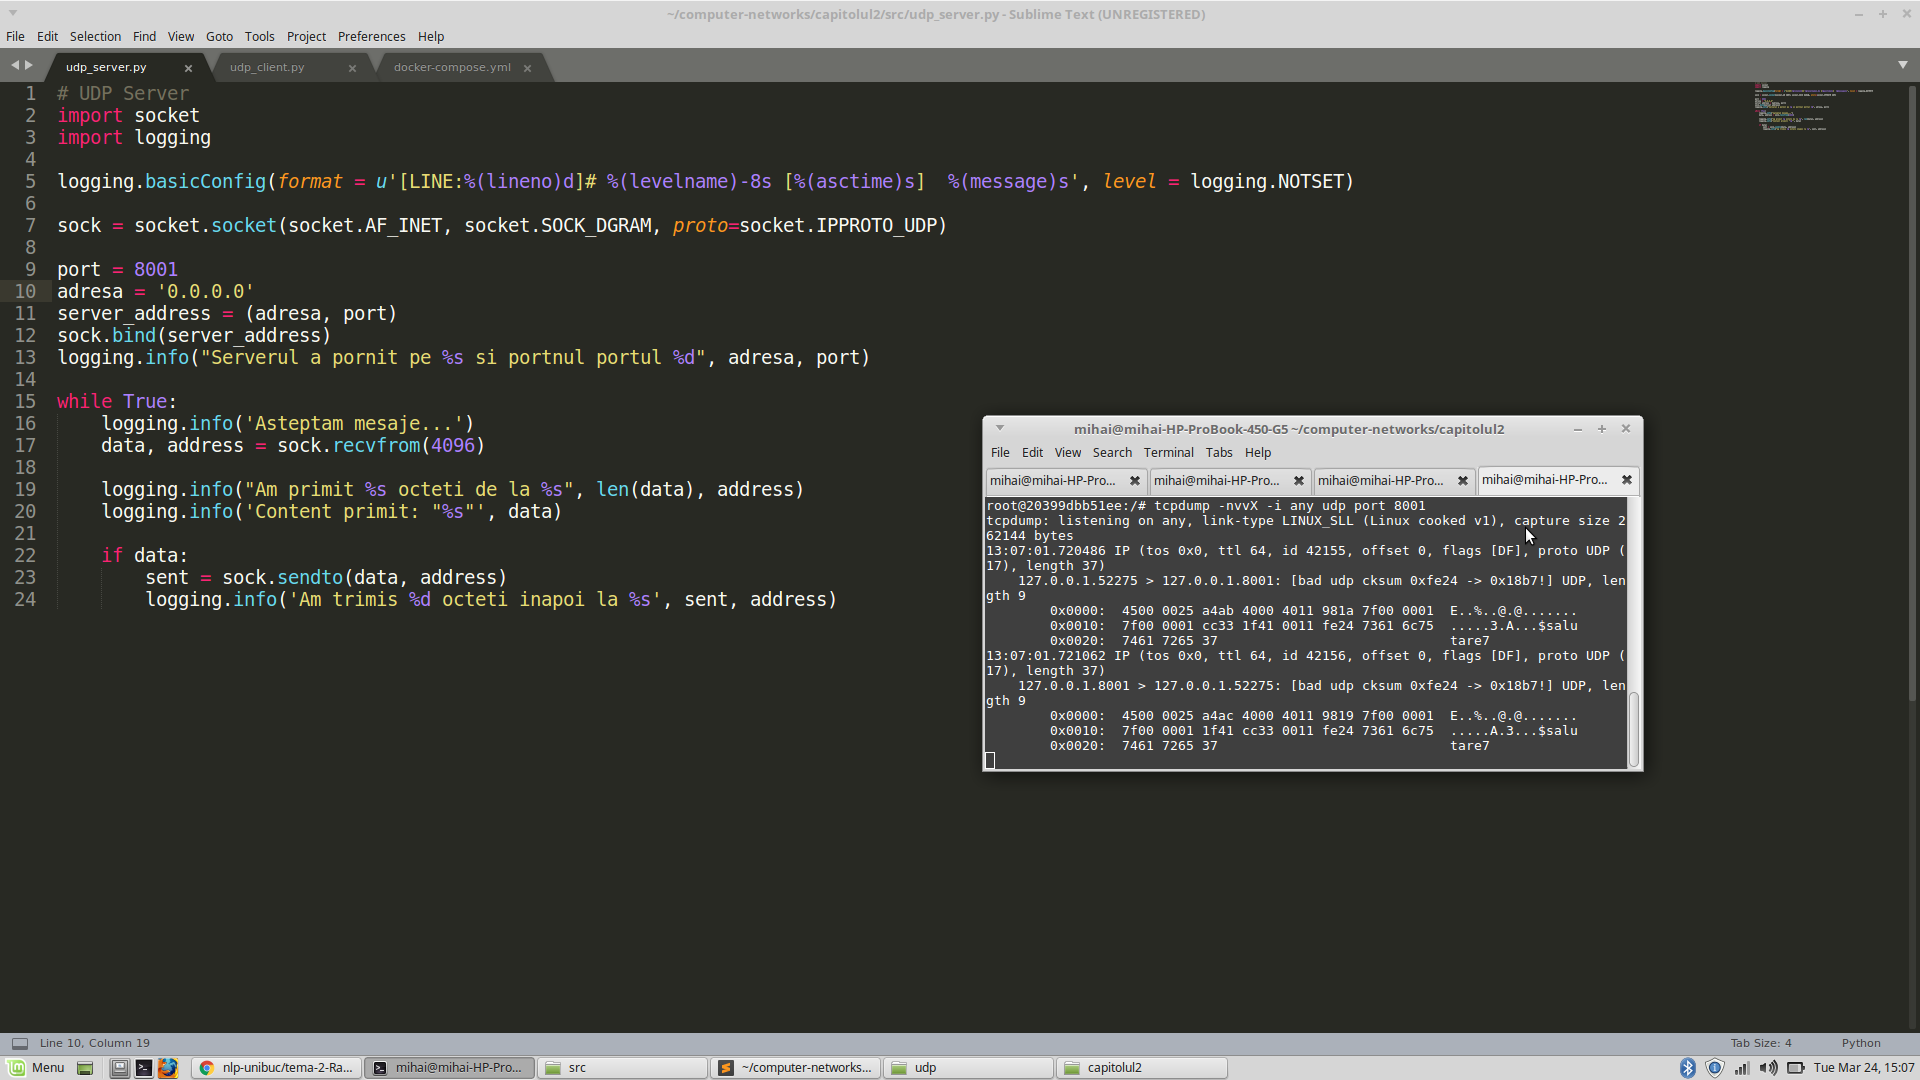 ~/computer-networks/capitolul2/src/udp_server.py - Sublime Text (UNREGISTERED)
File Edit Selection Find View Goto Tools Project Preferences Help
udp_server.py udp_client.py docker-compose.yml
1 # UDP Server
2 import socket
3 import logging
4
5 logging.basicConfig(format = u'[LINE:%(lineno)d]# %(levelname)-8s [%(asctime)s]  %(message)s', level = logging.NOTSET)
6
7 sock = socket.socket(socket.AF_INET, socket.SOCK_DGRAM, proto=socket.IPPROTO_UDP)
8
9 port = 8001
10 adresa = '0.0.0.0'
11 server_address = (adresa, port)
12 sock.bind(server_address)
13 logging.info("Serverul a pornit pe %s si portnul portul %d", adresa, port)
14
15 while True:
16     logging.info('Asteptam mesaje...')
17     data, address = sock.recvfrom(4096)
18
19     logging.info("Am primit %s octeti de la %s", len(data), address)
20     logging.info('Content primit: "%s"', data)
21
22     if data:
23         sent = sock.sendto(data, address)
24         logging.info('Am trimis %d octeti inapoi la %s', sent, address)
mihai@mihai-HP-ProBook-450-G5 ~/computer-networks/capitolul2
File Edit View Search Terminal Tabs Help
mihai@mihai-HP-Pro... mihai@mihai-HP-Pro... mihai@mihai-HP-Pro... mihai@mihai-HP-Pro...
root@20399dbb51ee:/# tcpdump -nvvX -i any udp port 8001
tcpdump: listening on any, link-type LINUX_SLL (Linux cooked v1), capture size 2
62144 bytes
13:07:01.720486 IP (tos 0x0, ttl 64, id 42155, offset 0, flags [DF], proto UDP (
17), length 37)
    127.0.0.1.52275 > 127.0.0.1.8001: [bad udp cksum 0xfe24 -> 0x18b7!] UDP, len
gth 9
        0x0000:  4500 0025 a4ab 4000 4011 981a 7f00 0001  E..%..@.@.......
        0x0010:  7f00 0001 cc33 1f41 0011 fe24 7361 6c75  .....3.A...$salu
        0x0020:  7461 7265 37                             tare7
13:07:01.721062 IP (tos 0x0, ttl 64, id 42156, offset 0, flags [DF], proto UDP (
17), length 37)
    127.0.0.1.8001 > 127.0.0.1.52275: [bad udp cksum 0xfe24 -> 0x18b7!] UDP, len
gth 9
        0x0000:  4500 0025 a4ac 4000 4011 9819 7f00 0001  E..%..@.@.......
        0x0010:  7f00 0001 1f41 cc33 0011 fe24 7361 6c75  .....A.3...$salu
        0x0020:  7461 7265 37                             tare7
Line 10, Column 19 Tab Size: 4 Python
Menu nlp-unibuc/tema-2-Ra... mihai@mihai-HP-Pro... src ~/computer-networks... udp capitolul2 Tue Mar 24, 15:07